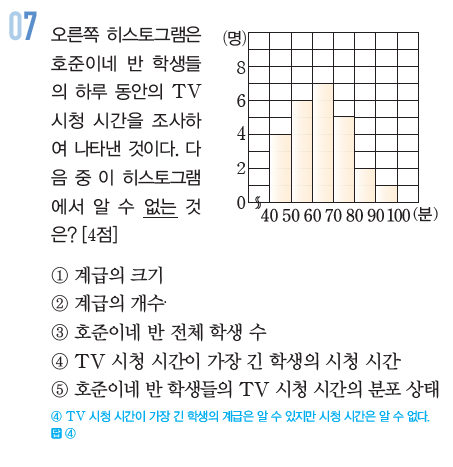 07
오른쪽 히스토그램은
호준이네 반 학생들
의 하루 동안의 TV
시청 시간을 조사하
여 나타낸 것이다. 다
음 중 이 히스토그램
에서 알 수 없는 것
은? [4점]
(명)
8
6
4
2
0
40 50 60 70 80 90 100 (분)
① 계급의 크기
② 계급의 개수
③ 호준이네 반 전체 학생 수
④ TV 시청 시간이 가장 긴 학생의 시청 시간
⑤ 호준이네 반 학생들의 TV 시청 시간의 분포 상태
④ TV 시청 시간이 가장 긴 학생의 계급은 알 수 있지만 시청 시간은 알 수 없다.
답 ④